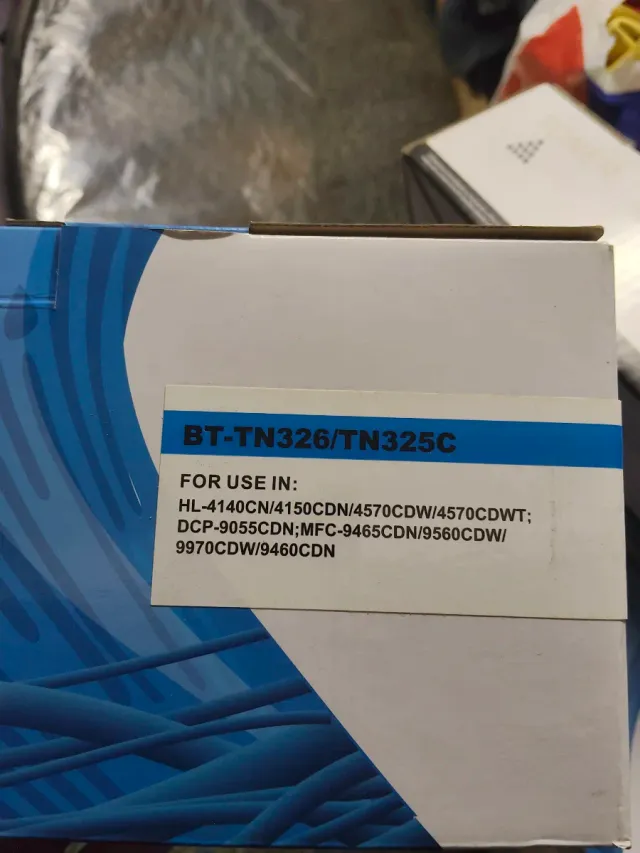 BT-TN326/TN325C
FOR USE IN:
HL-4140CN/4150CDN/4570CDW/4570CDWT;
DCP-9055CDN;MFC-9465CDN/9560CDW/
9970CDW/9460CDN